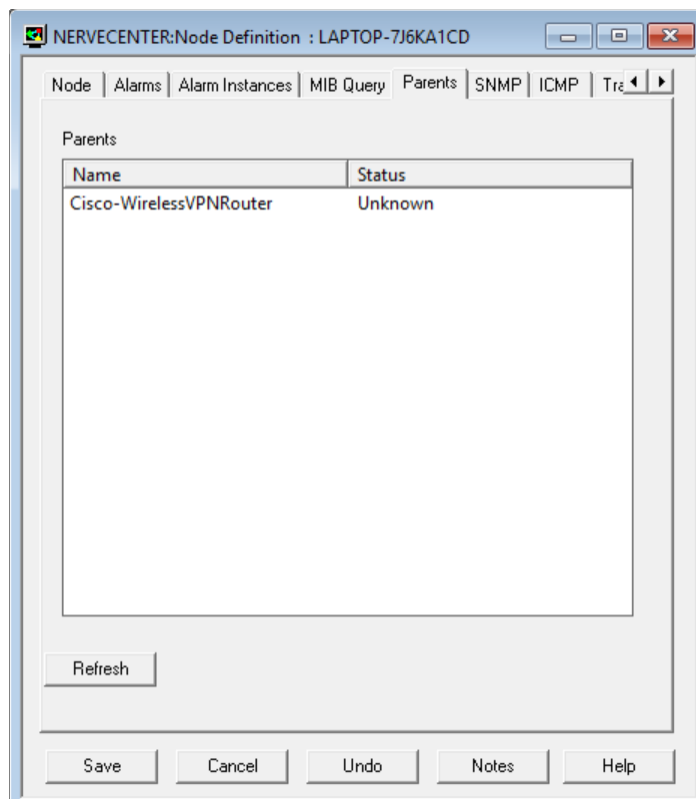 NERVECENTER:Node Definition : LAPTOP-7J6KA1CD
Node Alarms Alarm Instances MIB Query Parents SNMP ICMP Tra
Parents
Name Status
Cisco-WirelessVPNRouter Unknown
Refresh
Save Cancel Undo Notes Help